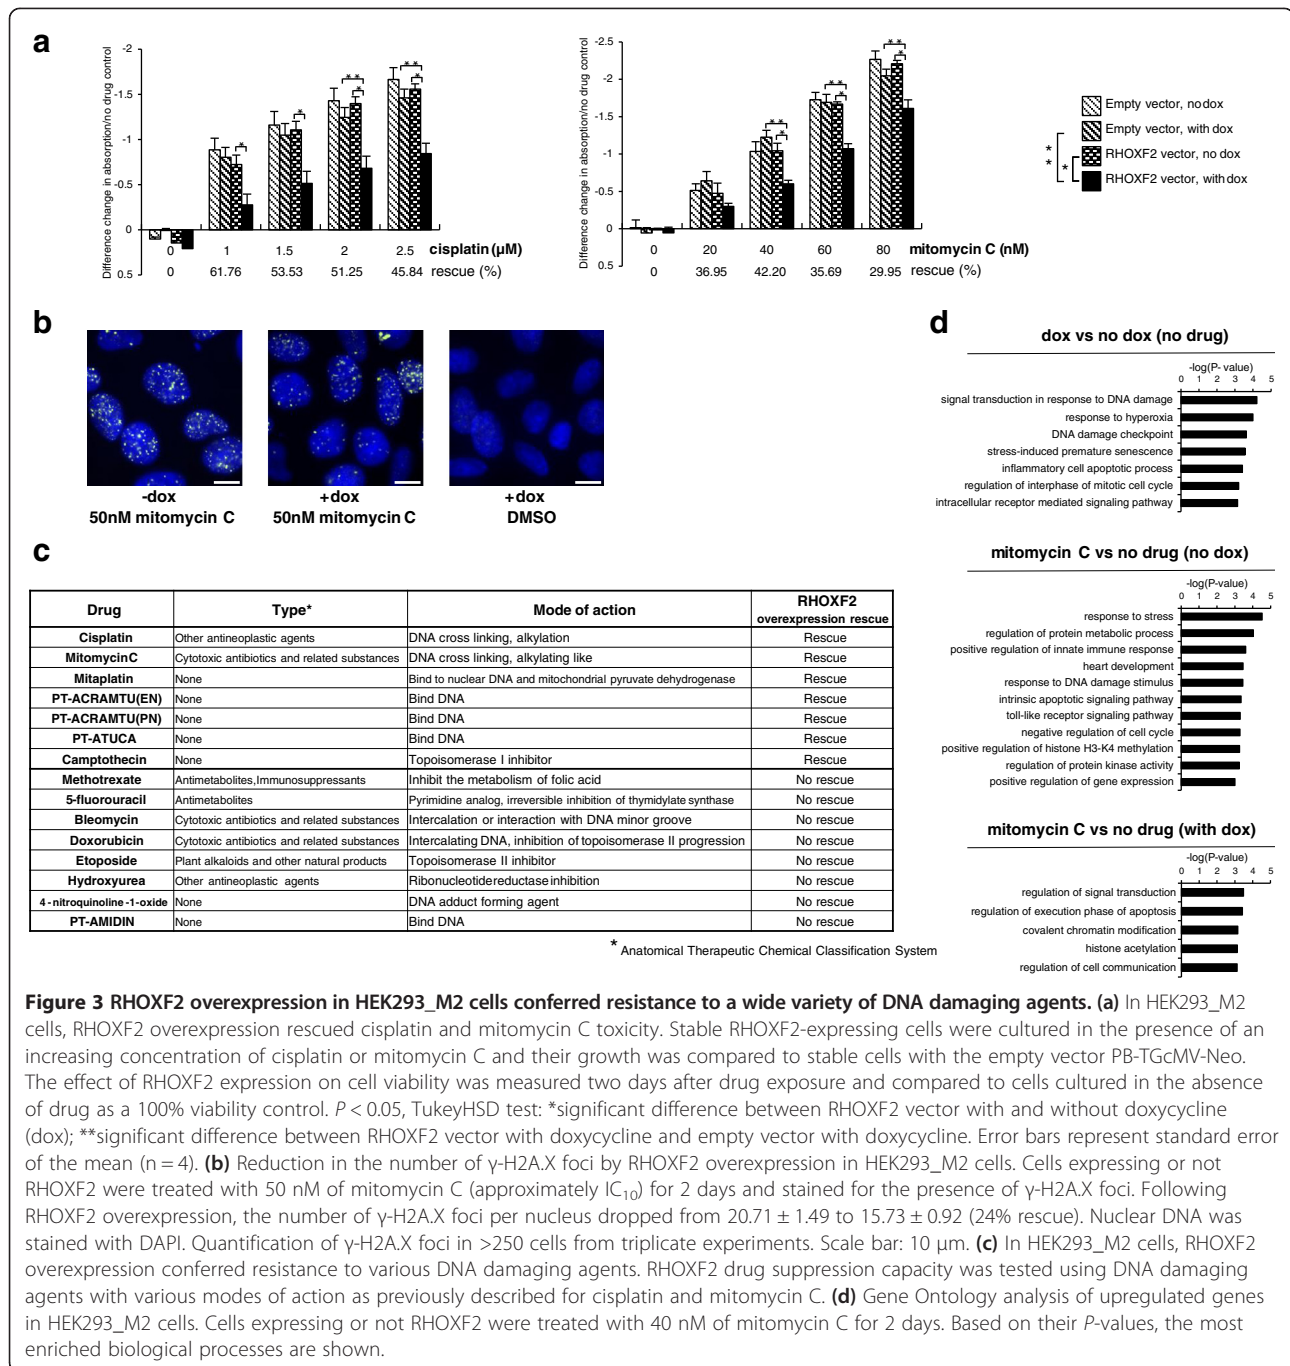 a
Difference change in absorption/no drug control
-2
-1.5
-1
-0.5
0
0.5
* * * * * * * *
0 1 1.5 2 2.5 cisplatin (µM)
0 61.76 53.53 51.25 45.84 rescue (%)
Difference change in absorption/no drug control
-2.5
-2
-1.5
-1
-0.5
0
0.5
* * * * * * * * *
0 20 40 60 80 mitomycin C (nM)
0 36.95 42.20 35.69 29.95 rescue (%)
Empty vector, no dox
Empty vector, with dox
RHOXF2 vector, no dox
RHOXF2 vector, with dox
* * *
b
-dox
50nM mitomycin C
+dox
50nM mitomycin C
+dox
DMSO
c
Drug Type* Mode of action RHOXF2 overexpression rescue
Cisplatin Other antineoplastic agents DNA cross linking, alkylation Rescue
Mitomycin C Cytotoxic antibiotics and related substances DNA cross linking, alkylating like Rescue
Mitaplatin None Bind to nuclear DNA and mitochondrial pyruvate dehydrogenase Rescue
PT-ACRAMTU(EN) None Bind DNA Rescue
PT-ACRAMTU(PN) None Bind DNA Rescue
PT-ATUCA None Bind DNA Rescue
Camptothecin None Topoisomerase I inhibitor Rescue
Methotrexate Antimetabolites,Immunosuppressants Inhibit the metabolism of folic acid No rescue
5-fluorouracil Antimetabolites Pyrimidine analog, irreversible inhibition of thymidylate synthase No rescue
Bleomycin Cytotoxic antibiotics and related substances Intercalation or interaction with DNA minor groove No rescue
Doxorubicin Cytotoxic antibiotics and related substances Intercalating DNA, inhibition of topoisomerase II progression No rescue
Etoposide Plant alkaloids and other natural products Topoisomerase II inhibitor No rescue
Hydroxyurea Other antineoplastic agents Ribonucleotide reductase inhibition No rescue
4-nitroquinoline-1-oxide None DNA adduct forming agent No rescue
PT-AMIDIN None Bind DNA No rescue
* Anatomical Therapeutic Chemical Classification System
d
dox vs no dox (no drug)
-log(P- value)
0 1 2 3 4 5
signal transduction in response to DNA damage
response to hyperoxia
DNA damage checkpoint
stress-induced premature senescence
inflammatory cell apoptotic process
regulation of interphase of mitotic cell cycle
intracellular receptor mediated signaling pathway
mitomycin C vs no drug (no dox)
-log(P-value)
0 1 2 3 4 5
response to stress
regulation of protein metabolic process
positive regulation of innate immune response
heart development
response to DNA damage stimulus
intrinsic apoptotic signaling pathway
toll-like receptor signaling pathway
negative regulation of cell cycle
positive regulation of histone H3-K4 methylation
regulation of protein kinase activity
positive regulation of gene expression
mitomycin C vs no drug (with dox)
-log(P-value)
0 1 2 3 4 5
regulation of signal transduction
regulation of execution phase of apoptosis
covalent chromatin modification
histone acetylation
regulation of cell communication
Figure 3 RHOXF2 overexpression in HEK293_M2 cells conferred resistance to a wide variety of DNA damaging agents. (a) In HEK293_M2
cells, RHOXF2 overexpression rescued cisplatin and mitomycin C toxicity. Stable RHOXF2-expressing cells were cultured in the presence of an
increasing concentration of cisplatin or mitomycin C and their growth was compared to stable cells with the empty vector PB-TGcMV-Neo.
The effect of RHOXF2 expression on cell viability was measured two days after drug exposure and compared to cells cultured in the absence
of drug as a 100% viability control. P < 0.05, TukeyHSD test: *significant difference between RHOXF2 vector with and without doxycycline
(dox); **significant difference between RHOXF2 vector with doxycycline and empty vector with doxycycline. Error bars represent standard error
of the mean (n = 4). (b) Reduction in the number of γ-H2A.X foci by RHOXF2 overexpression in HEK293_M2 cells. Cells expressing or not
RHOXF2 were treated with 50 nM of mitomycin C (approximately IC10) for 2 days and stained for the presence of γ-H2A.X foci. Following
RHOXF2 overexpression, the number of γ-H2A.X foci per nucleus dropped from 20.71 ± 1.49 to 15.73 ± 0.92 (24% rescue). Nuclear DNA was
stained with DAPI. Quantification of γ-H2A.X foci in >250 cells from triplicate experiments. Scale bar: 10 µm. (c) In HEK293_M2 cells, RHOXF2
overexpression conferred resistance to various DNA damaging agents. RHOXF2 drug suppression capacity was tested using DNA damaging
agents with various modes of action as previously described for cisplatin and mitomycin C. (d) Gene Ontology analysis of upregulated genes
in HEK293_M2 cells. Cells expressing or not RHOXF2 were treated with 40 nM of mitomycin C for 2 days. Based on their P-values, the most
enriched biological processes are shown.